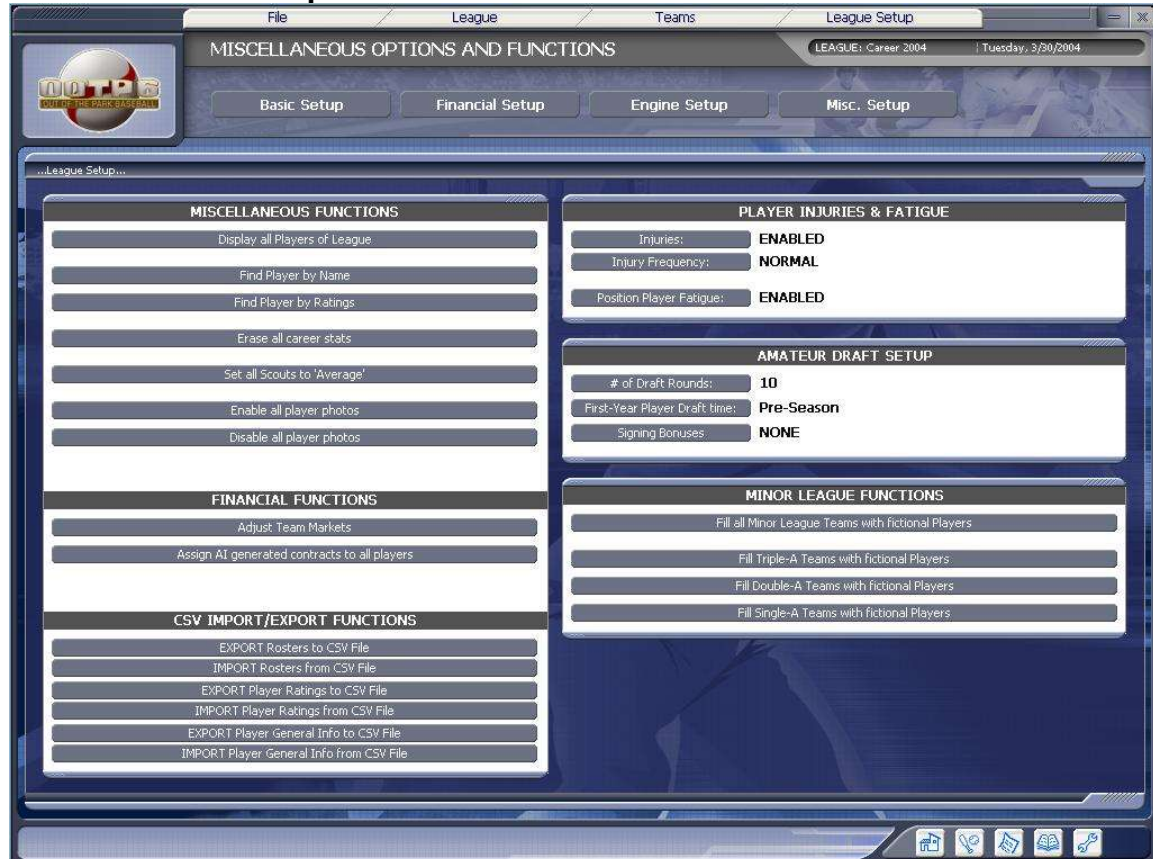 File
League
Teams
League Setup
MISCELLANEOUS OPTIONS AND FUNCTIONS
LEAGUE: Career 2004
Tuesday, 3/30/2004
OOTP6
OUT OF THE PARK BASEBALL
Basic Setup
Financial Setup
Engine Setup
Misc. Setup
...League Setup...
MISCELLANEOUS FUNCTIONS
Display all Players of League
Find Player by Name
Find Player by Ratings
Erase all career stats
Set all Scouts to 'Average'
Enable all player photos
Disable all player photos
FINANCIAL FUNCTIONS
Adjust Team Markets
Assign AI generated contracts to all players
CSV IMPORT/EXPORT FUNCTIONS
EXPORT Rosters to CSV File
IMPORT Rosters from CSV File
EXPORT Player Ratings to CSV File
IMPORT Player Ratings from CSV File
EXPORT Player General Info to CSV File
IMPORT Player General Info from CSV File
PLAYER INJURIES & FATIGUE
Injuries: ENABLED
Injury Frequency: NORMAL
Position Player Fatigue: ENABLED
AMATEUR DRAFT SETUP
# of Draft Rounds: 10
First-Year Player Draft time: Pre-Season
Signing Bonuses NONE
MINOR LEAGUE FUNCTIONS
Fill all Minor League Teams with fictional Players
Fill Triple-A Teams with fictional Players
Fill Double-A Teams with fictional Players
Fill Single-A Teams with fictional Players